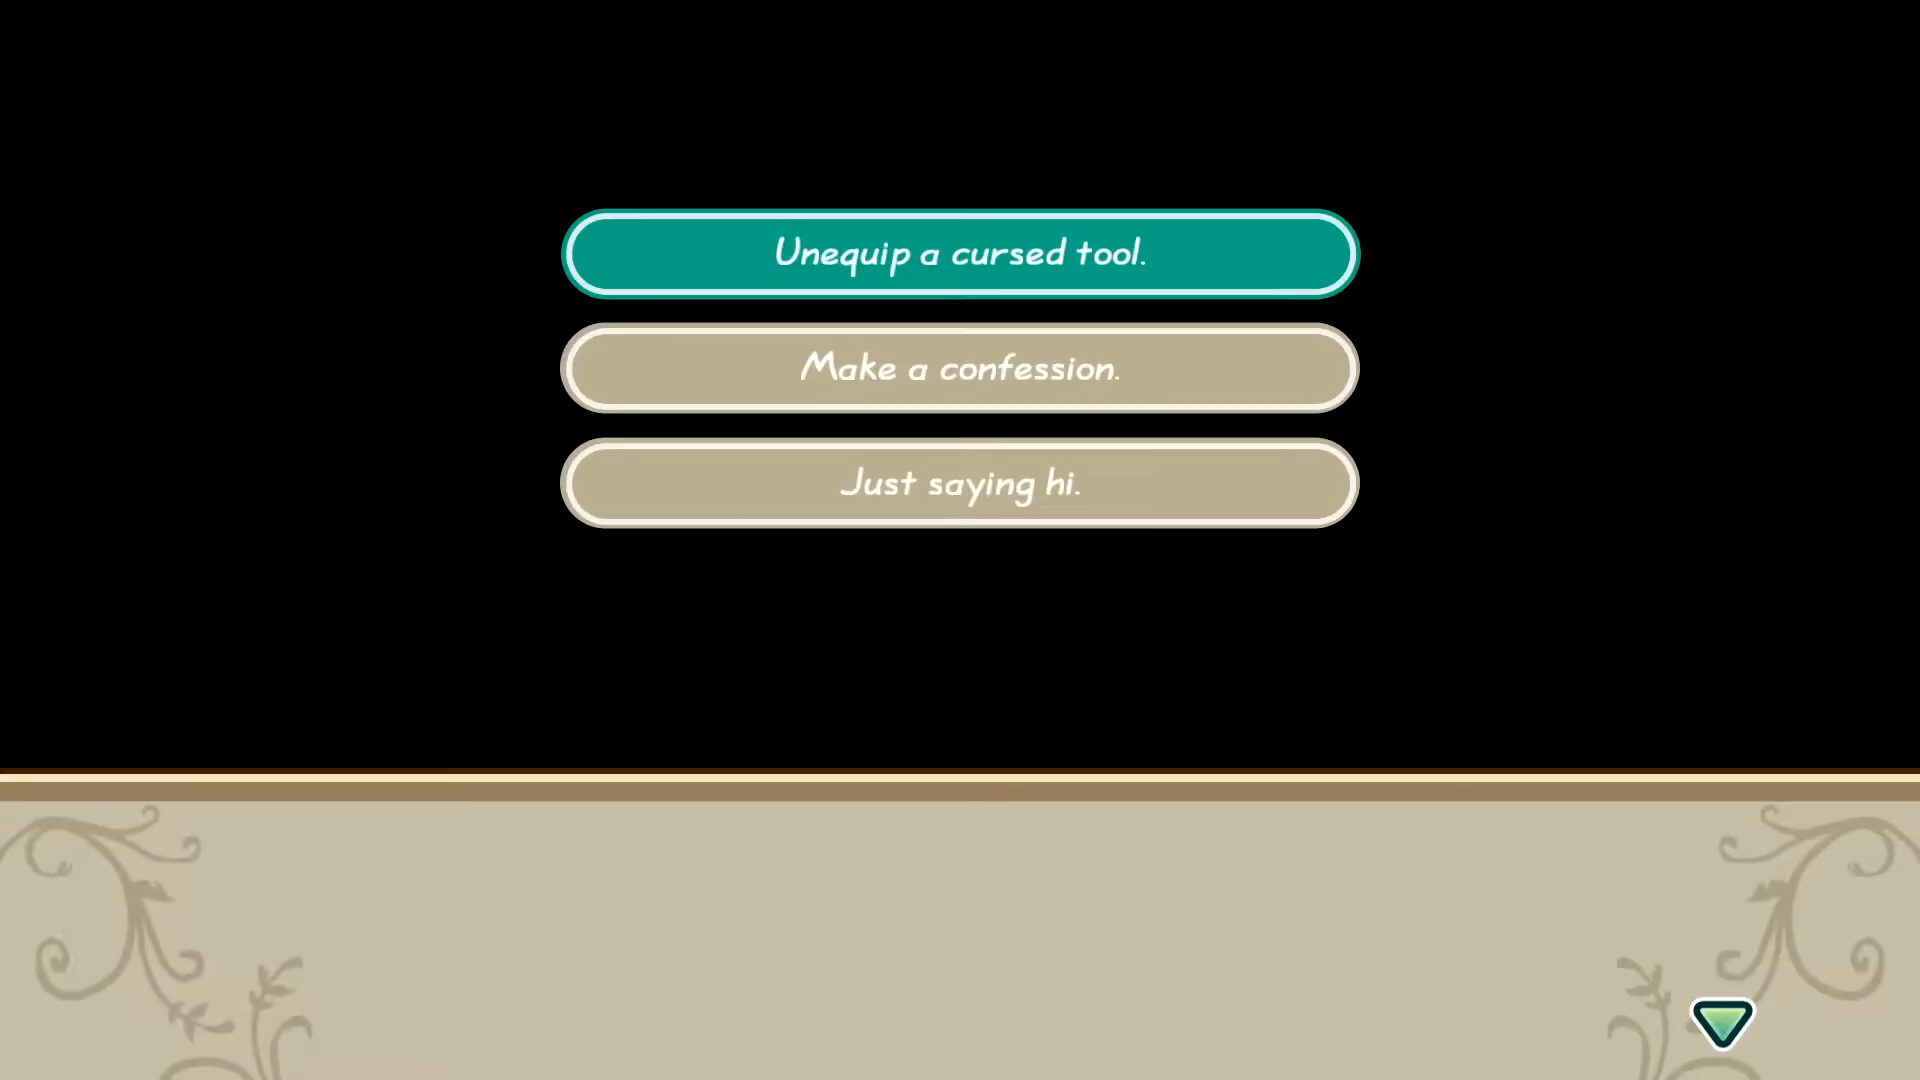 Unequip a cursed tool.
Make a confession.
Just saying hi.